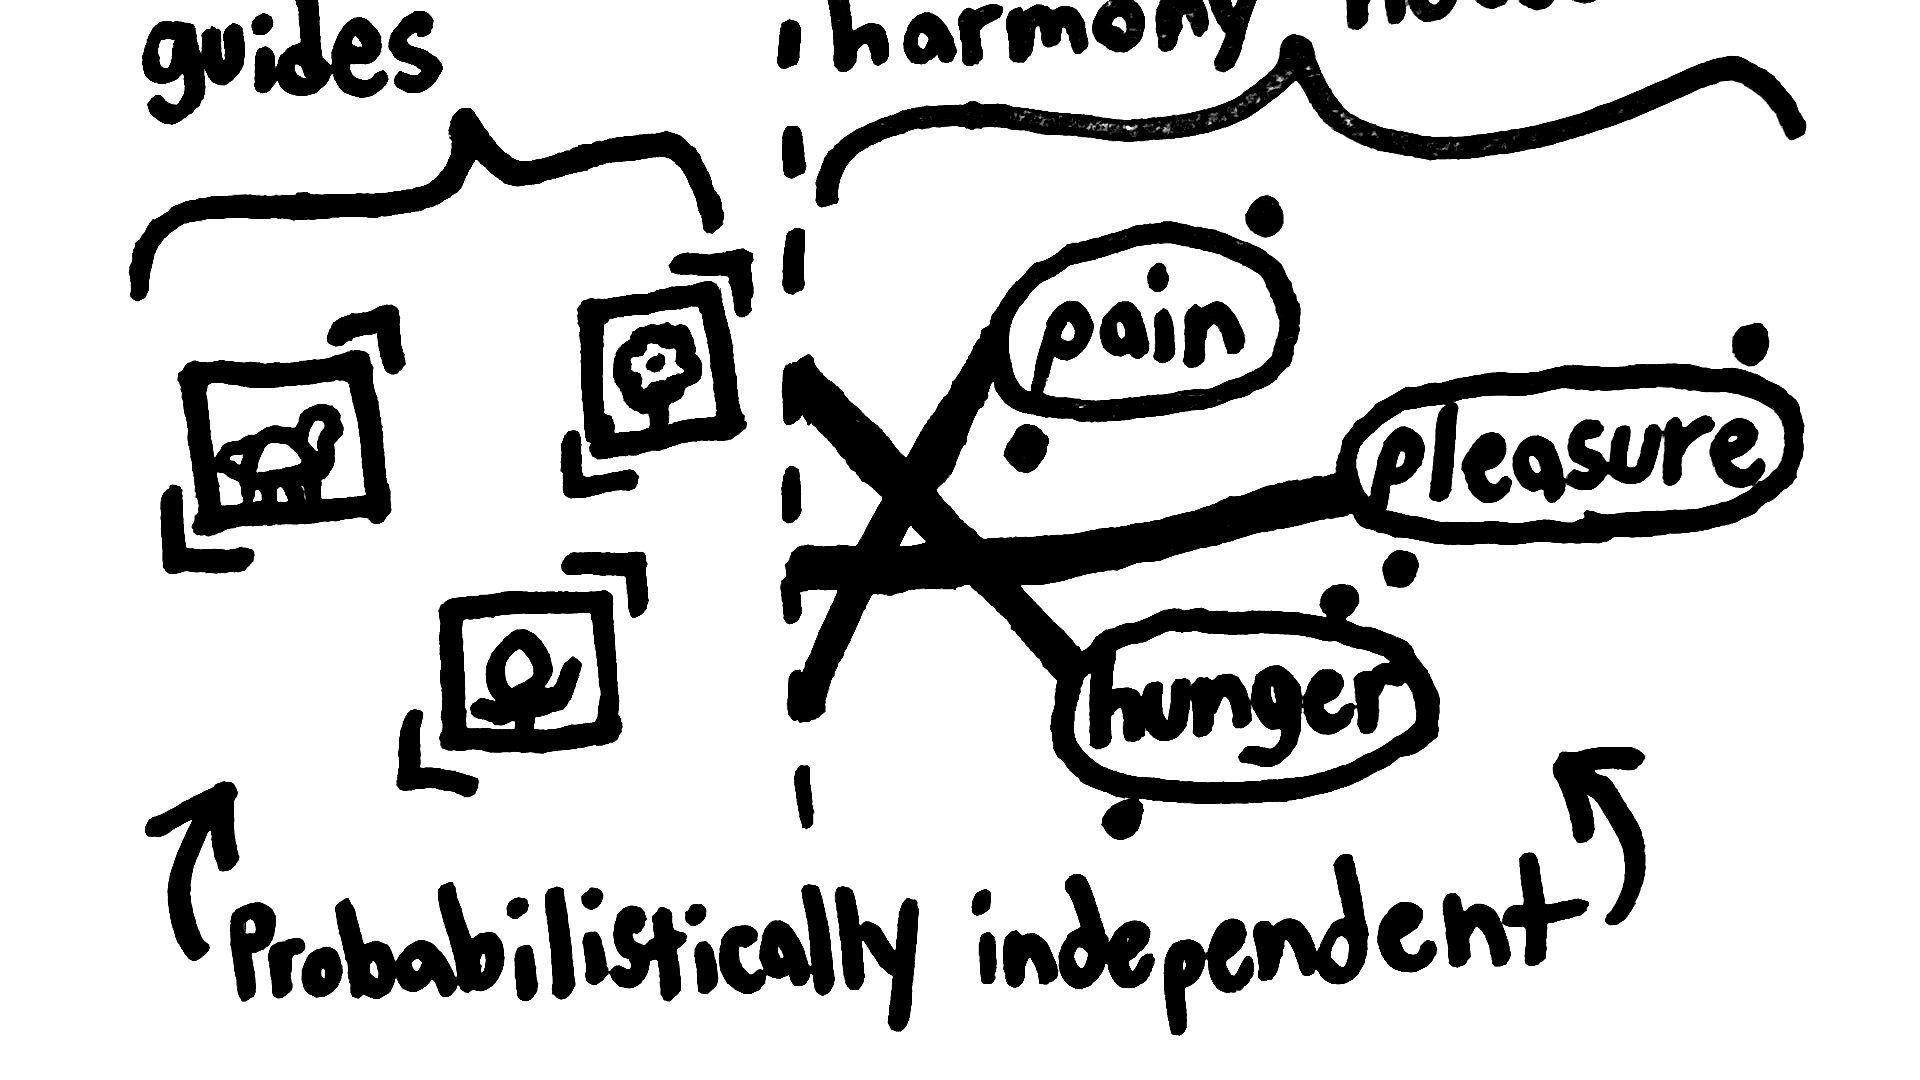 guides
harmony
pain
pleasure
hunger
Probabilistically independent